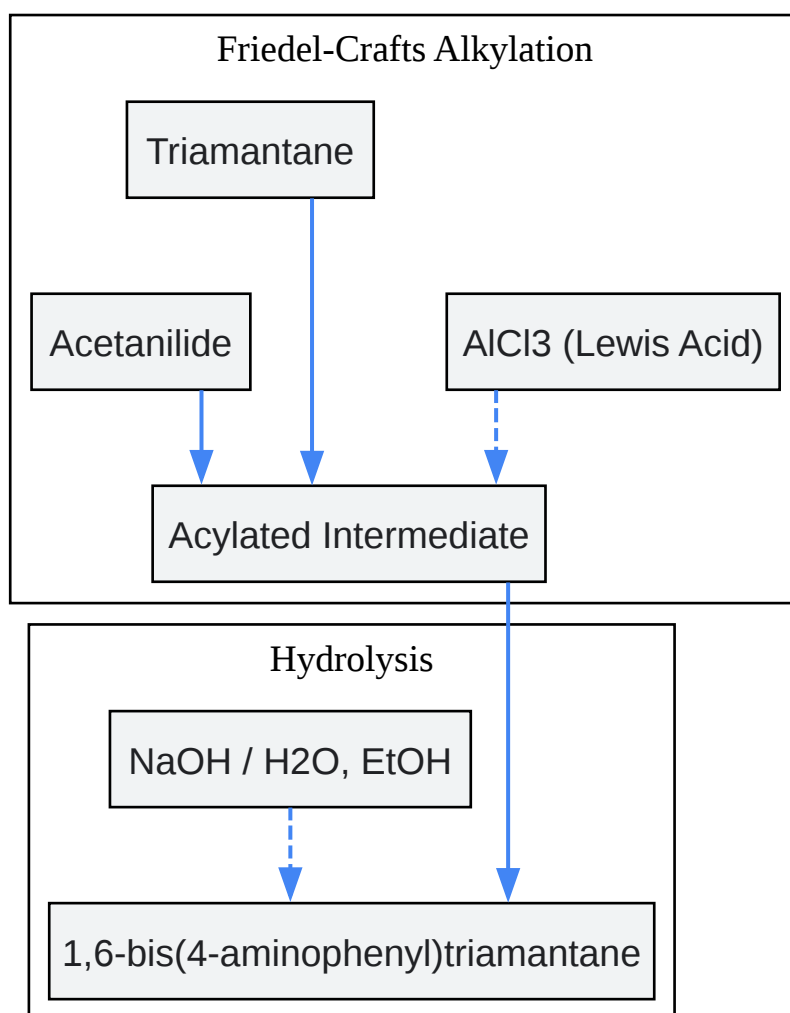 Friedel-Crafts Alkylation
Triamantane
Acetanilide
AlCl3 (Lewis Acid)
Acylated Intermediate
Hydrolysis
NaOH / H2O, EtOH
1,6-bis(4-aminophenyl)triamantane